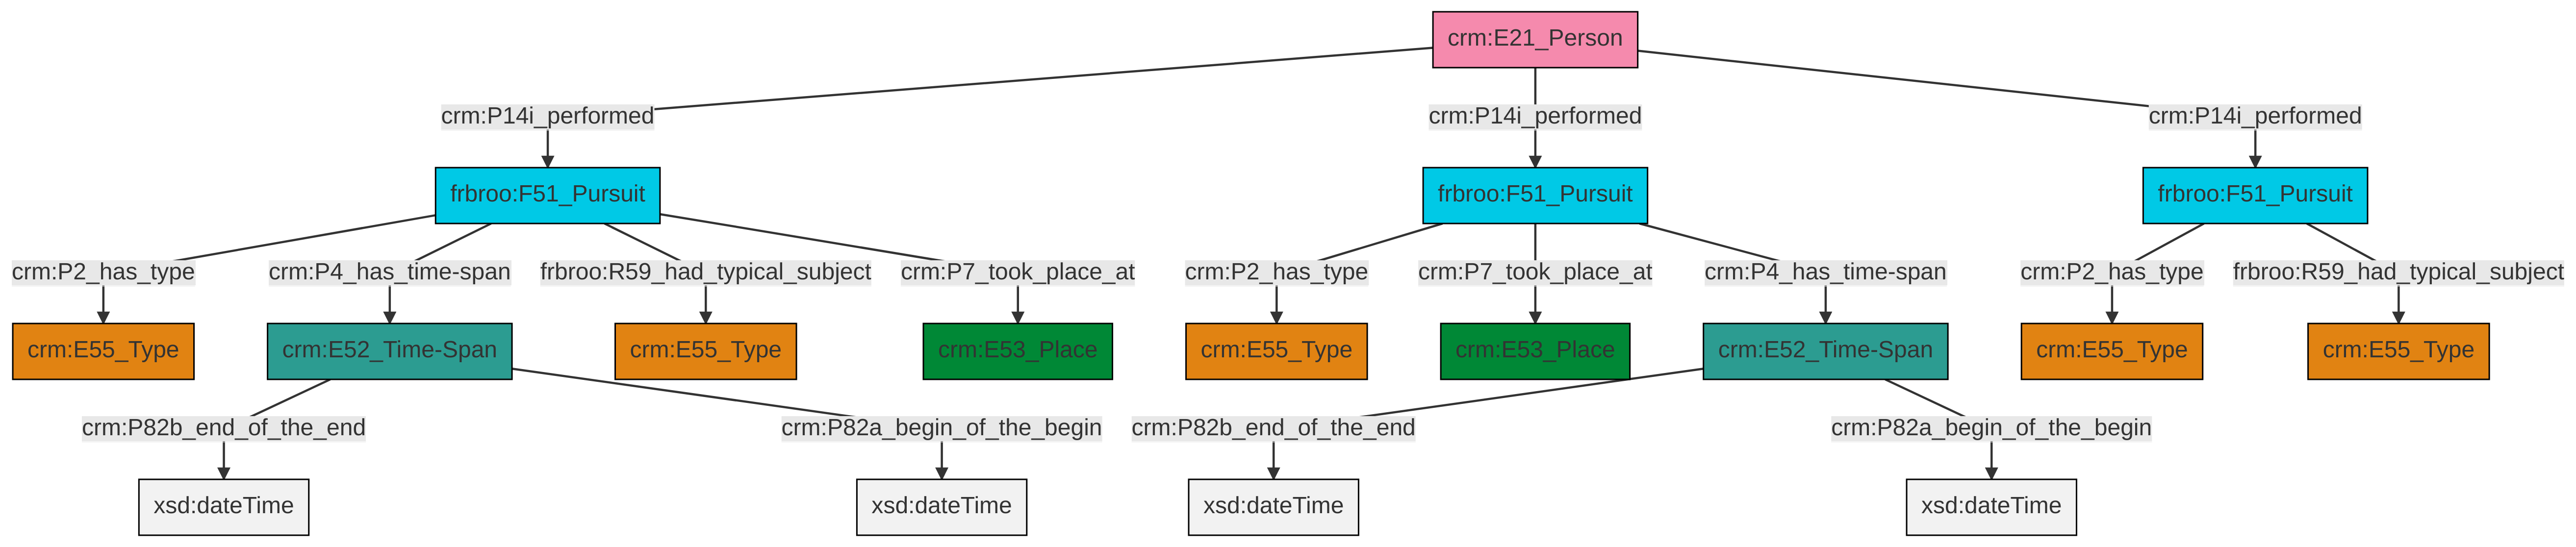 crm:E21_Person
crm:P14i_performed
crm:P14i_performed
crm:P14i_performed
frbroo:F51_Pursuit
frbroo:F51_Pursuit
frbroo:F51_Pursuit
crm:P2_has_type
crm:P4_has_time-span
frbroo:R59_had_typical_subject
crm:P7_took_place_at
crm:P2_has_type
crm:P7_took_place_at
crm:P4_has_time-span
crm:P2_has_type
frbroo:R59_had_typical_subject
crm:E55_Type
crm:E52_Time-Span
crm:E55_Type
crm:E53_Place
crm:E55_Type
crm:E53_Place
crm:E52_Time-Span
crm:E55_Type
crm:E55_Type
crm:P82b_end_of_the_end
crm:P82a_begin_of_the_begin
crm:P82b_end_of_the_end
crm:P82a_begin_of_the_begin
xsd:dateTime
xsd:dateTime
xsd:dateTime
xsd:dateTime